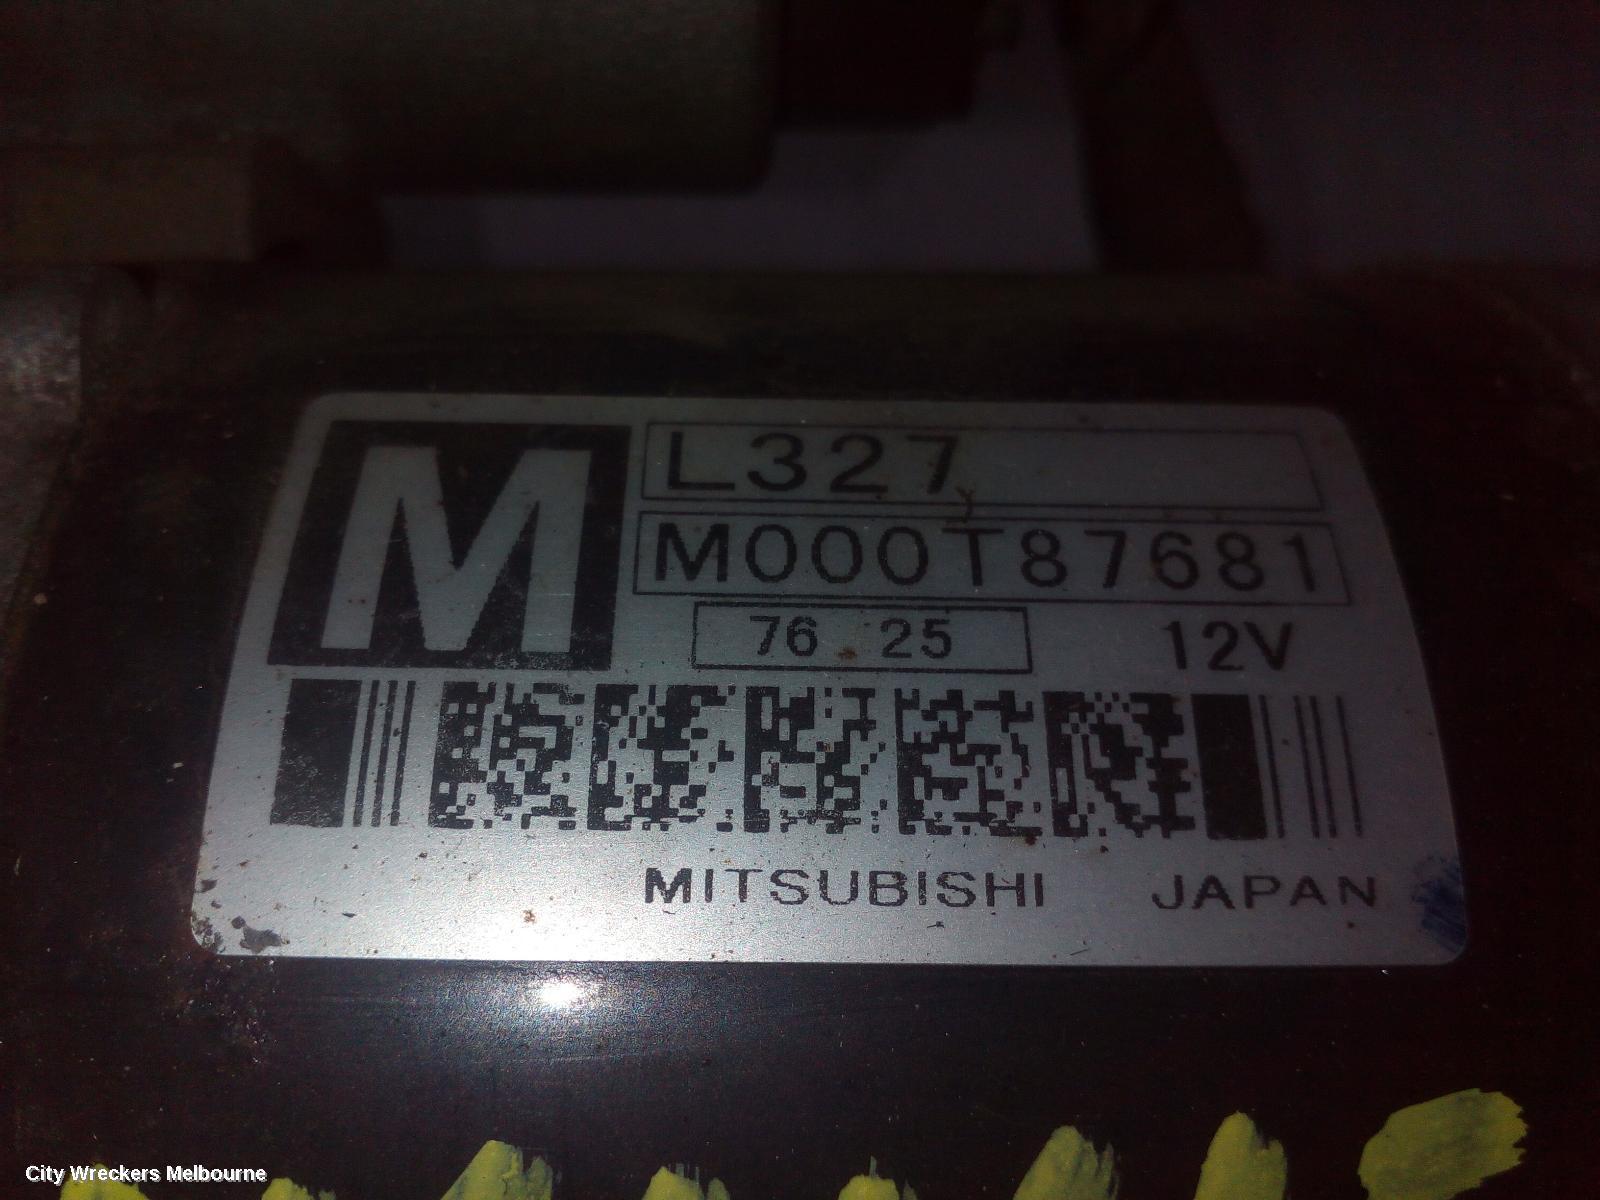 M
L327
M000T87681
76 25
12V
MITSUBISHI JAPAN
City Wreckers Melbourne